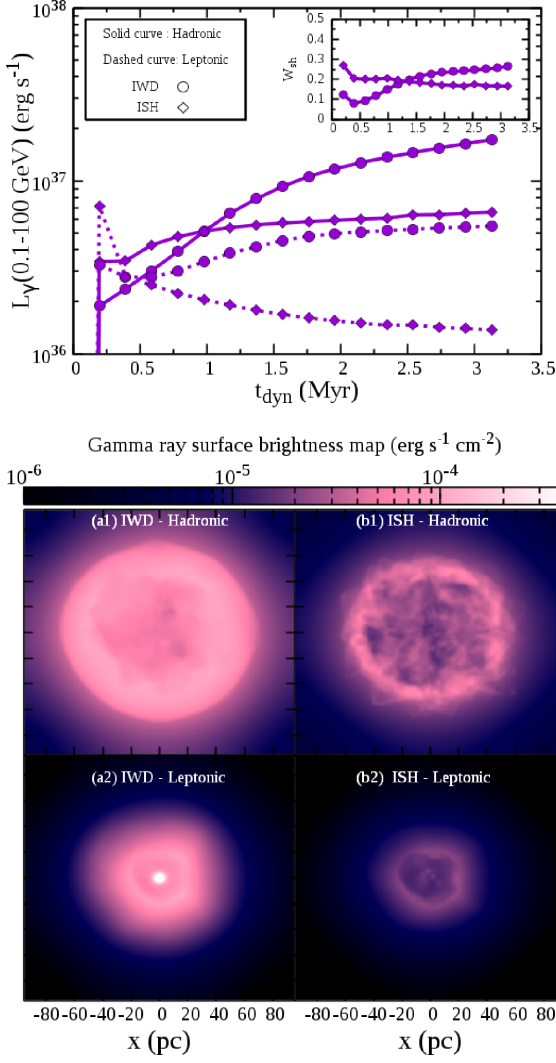 10^38
0.5
0.4
0.3
0.2
0.1
0
W_sh
0 0.5 1 1.5 2 2.5 3 3.5
Solid curve : Hadronic
Dashed curve: Leptonic
IWD
ISH
10^37
L_γ(0.1-100 GeV) (erg s^-1)
10^36
0 0.5 1 1.5 2 2.5 3 3.5
t_dyn (Myr)
Gamma ray surface brightness map (erg s^-1 cm^-2)
10^-6 10^-5 10^-4
(a1) IWD - Hadronic
(b1) ISH - Hadronic
(a2) IWD - Leptonic
(b2) ISH - Leptonic
-80 -60 -40 -20 0 20 40 60 80 -80 -60 -40 -20 0 20 40 60 80
x (pc) x (pc)